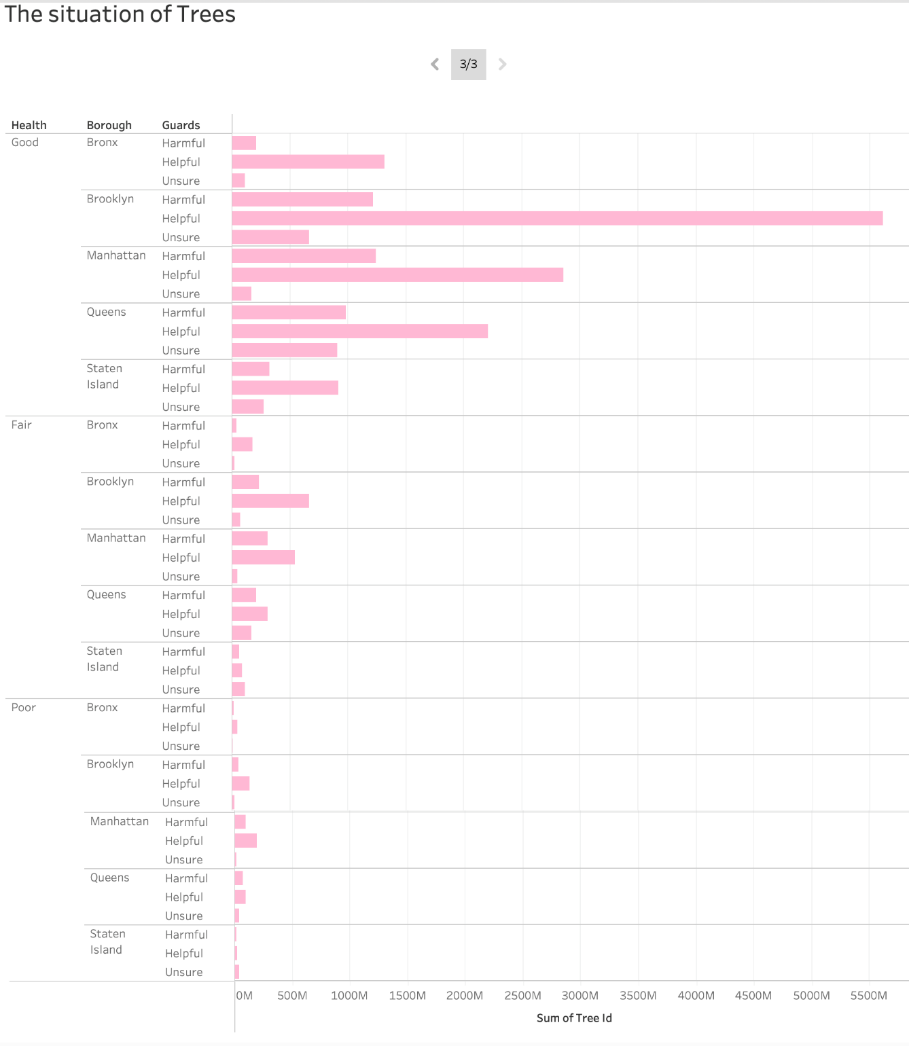 The situation of Trees
3/3
Health Borough Guards
Good Bronx Harmful
Helpful
Unsure
Brooklyn Harmful
Helpful
Unsure
Manhattan Harmful
Helpful
Unsure
Queens Harmful
Helpful
Unsure
Staten Island Harmful
Helpful
Unsure
Fair Bronx Harmful
Helpful
Unsure
Brooklyn Harmful
Helpful
Unsure
Manhattan Harmful
Helpful
Unsure
Queens Harmful
Helpful
Unsure
Staten Island Harmful
Helpful
Unsure
Poor Bronx Harmful
Helpful
Unsure
Brooklyn Harmful
Helpful
Unsure
Manhattan Harmful
Helpful
Unsure
Queens Harmful
Helpful
Unsure
Staten Island Harmful
Helpful
Unsure
0M 500M 1000M 1500M 2000M 2500M 3000M 3500M 4000M 4500M 5000M 5500M
Sum of Tree Id